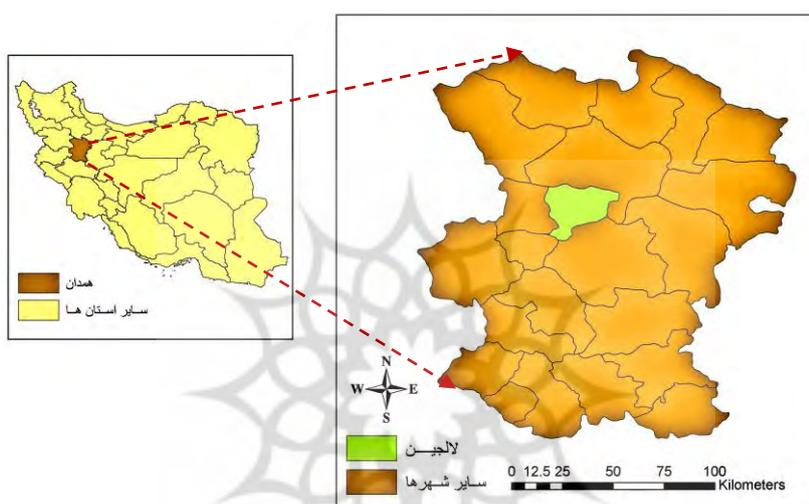 همدان
سایر استان ها
N
W E
S
لالجین
سایر شهرها
0 12.5 25 50 75 100
Kilometers